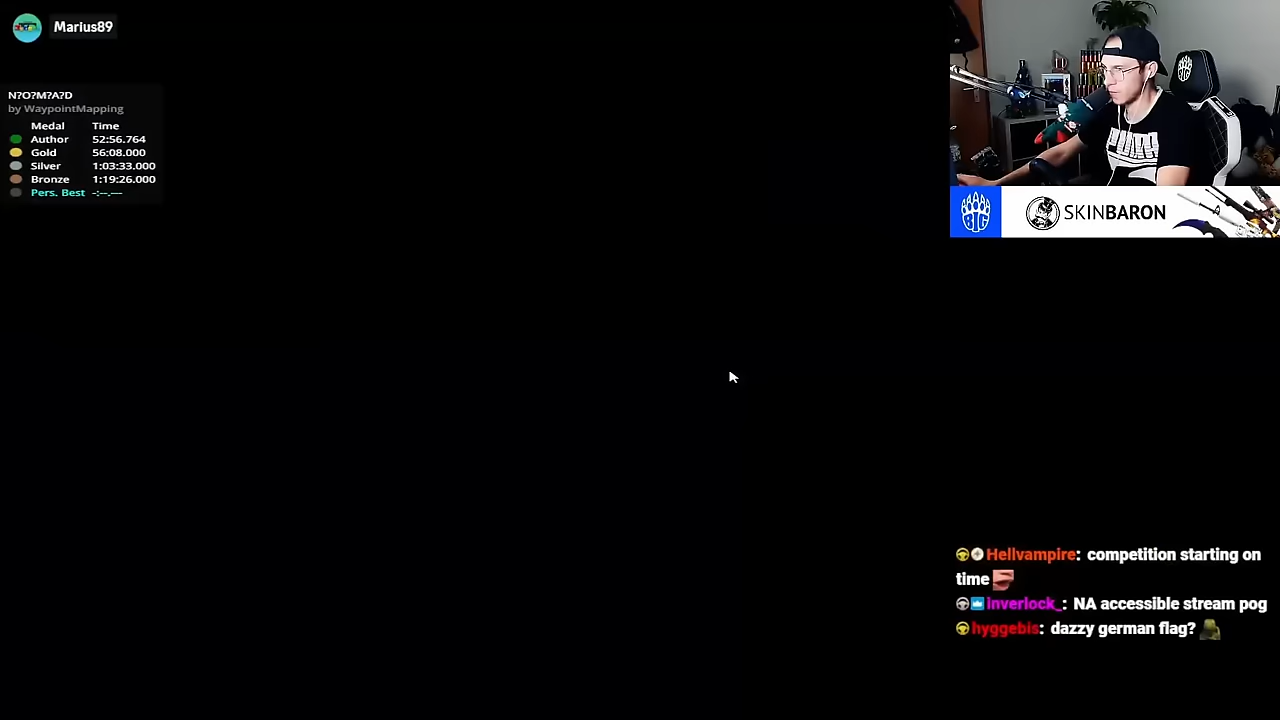 Marius89
N?O?M?A?D
by WaypointMapping
Medal Time
Author 52:56.764
Gold 56:08.000
Silver 1:03:33.000
Bronze 1:19:26.000
Pers. Best -:--.---
PUMA
BIG
SKINBARON
Hellvampire: competition starting on
time
inverlock_: NA accessible stream pog
hyggebis: dazzy german flag?